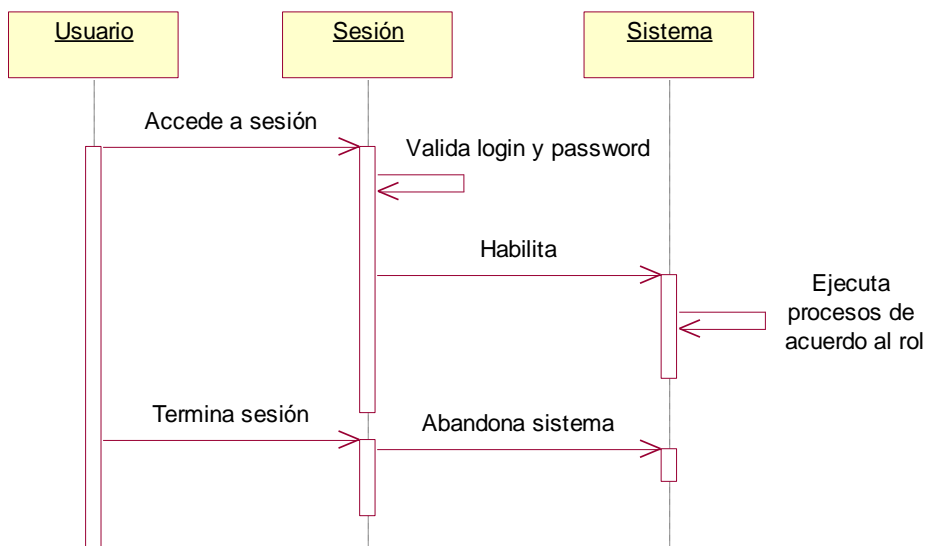 Usuario
Sesión
Sistema
Accede a sesión
Valida login y password
Habilita
Ejecuta
procesos de
acuerdo al rol
Termina sesión
Abandona sistema